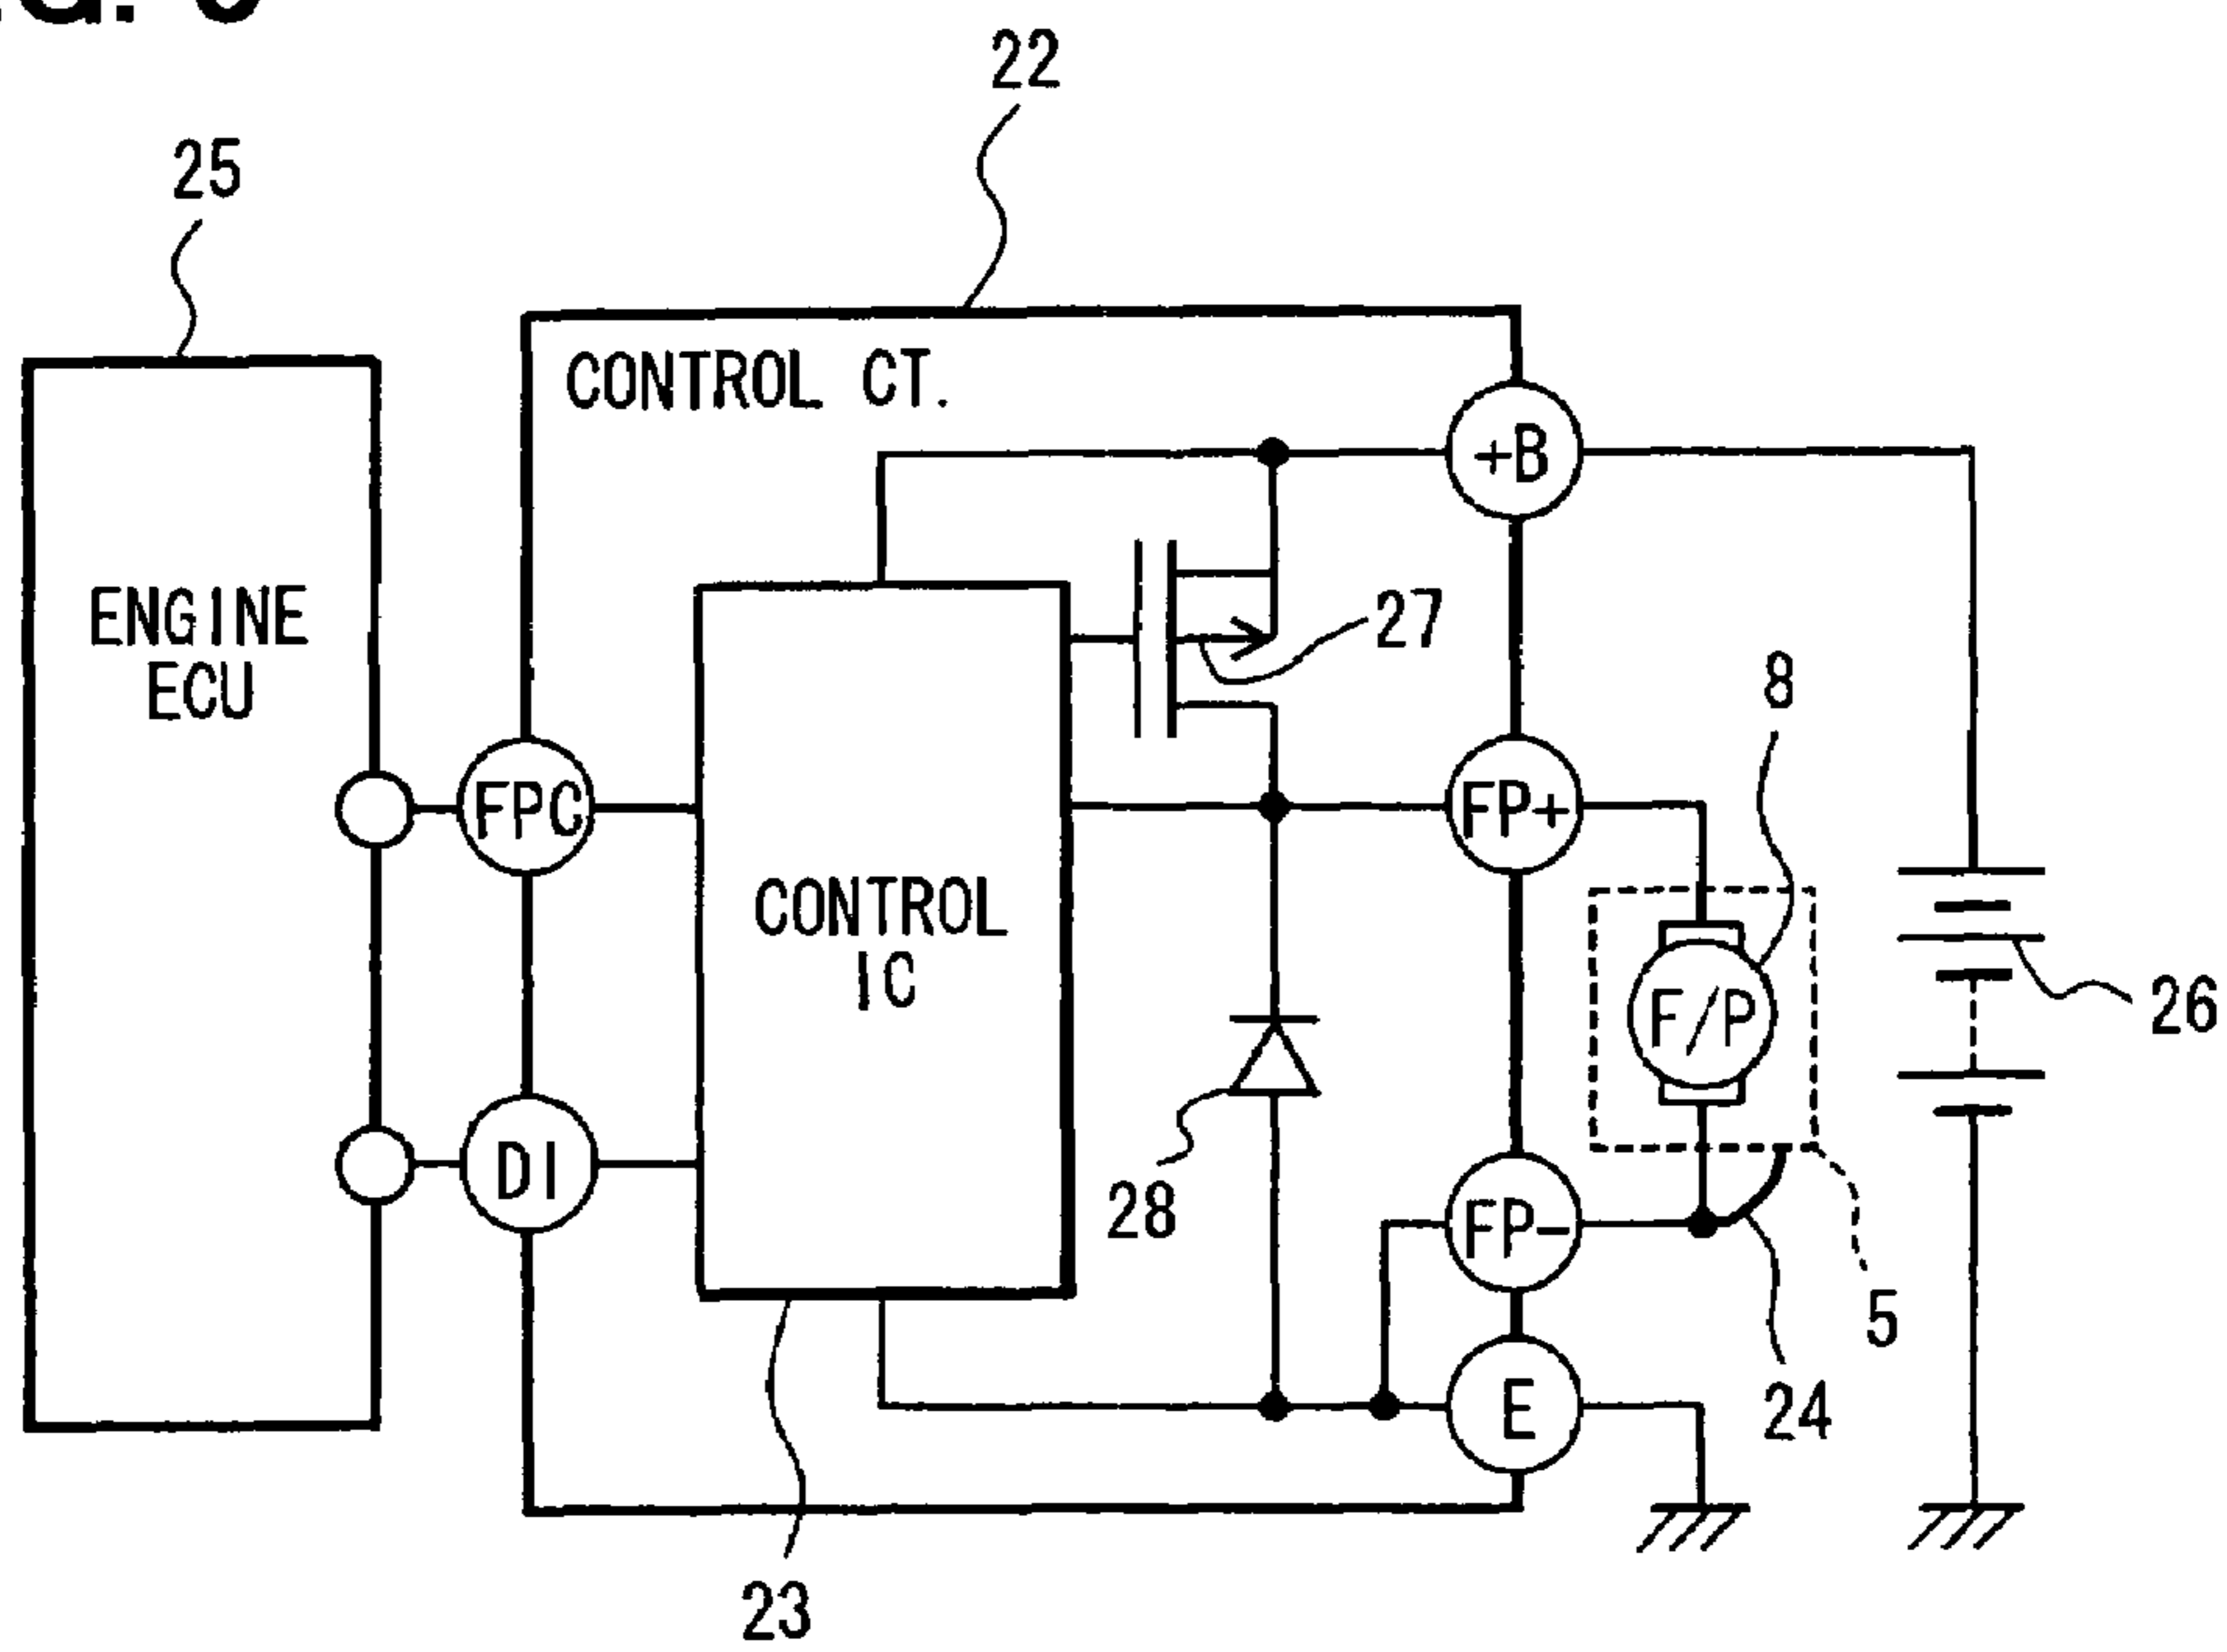 22
25
CONTROL CT.
+B
ENGINE
ECU
27
8
FPC
FP+
CONTROL
IC
F/P
26
DI
28
FP-
5
E
24
23